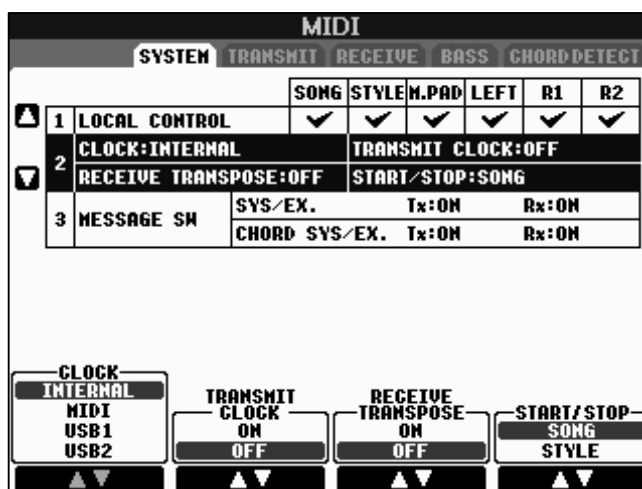 MIDI
SYSTEM TRANSMIT RECEIVE BASS CHORD DETECT
SONG STYLE M.PAD LEFT R1 R2
1 LOCAL CONTROL
2 CLOCK:INTERNAL TRANSMIT CLOCK:OFF
RECEIVE TRANSPOSE:OFF START/STOP:SONG
3 MESSAGE SW SYS/EX. Tx:ON Rx:ON
CHORD SYS/EX. Tx:ON Rx:ON
CLOCK
INTERNAL
MIDI
USB1
USB2
TRANSMIT
CLOCK
ON
OFF
RECEIVE
TRANSPOSE
ON
OFF
START/STOP
SONG
STYLE